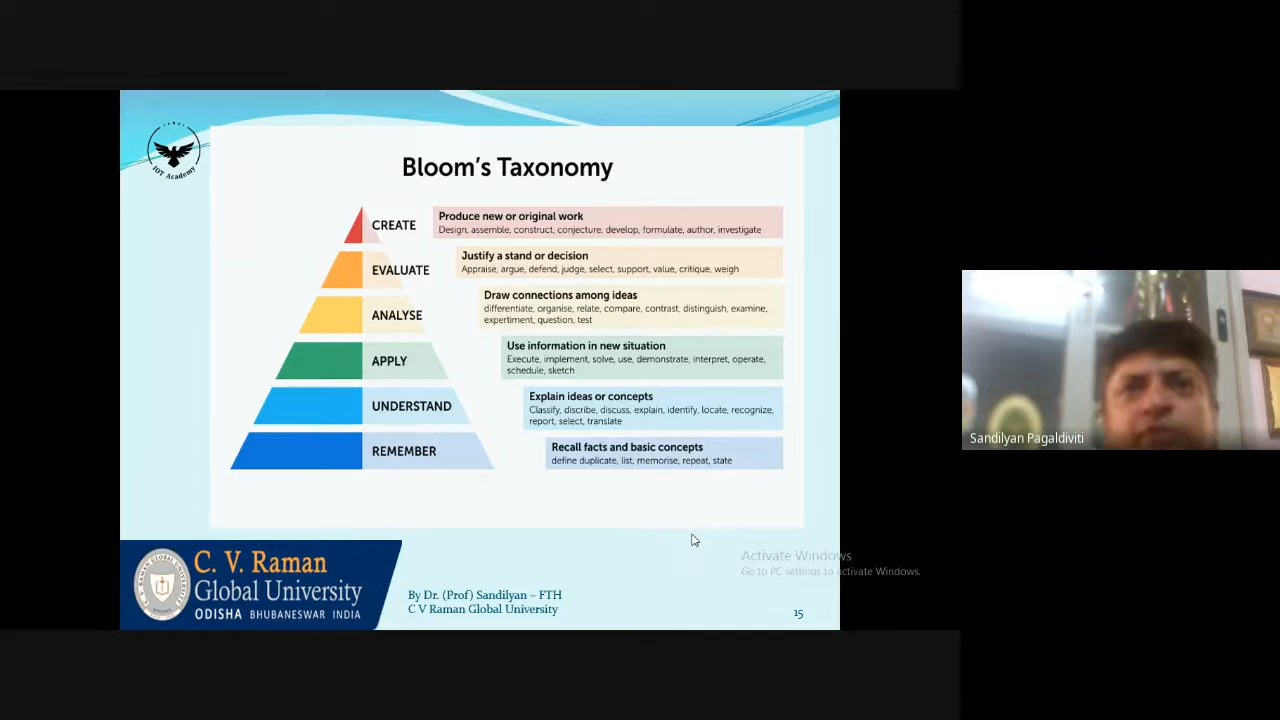 IOT Academy
Bloom's Taxonomy
CREATE
Produce new or original work
Design, assemble, construct, conjecture, develop, formulate, author, investigate
EVALUATE
Justify a stand or decision
Appraise, argue, defend, judge, select, support, value, critique, weigh
ANALYSE
Draw connections among ideas
differentiate, organise, relate, compare, contrast, distinguish, examine,
expertiment, question, test
APPLY
Use information in new situation
Execute, implement, solve, use, demonstrate, interpret, operate,
schedule, sketch
UNDERSTAND
Explain ideas or concepts
Classify, discribe, discuss, explain, identify, locate, recognize,
report, select, translate
REMEMBER
Recall facts and basic concepts
define duplicate, list, memorise, repeat, state
Sandilyan Pagaldiviti
C. V. Raman
Global University
ODISHA BHUBANESWAR INDIA
By Dr. (Prof) Sandilyan – FTH
C V Raman Global University
Activate Windows
Go to PC settings to activate Windows.
15